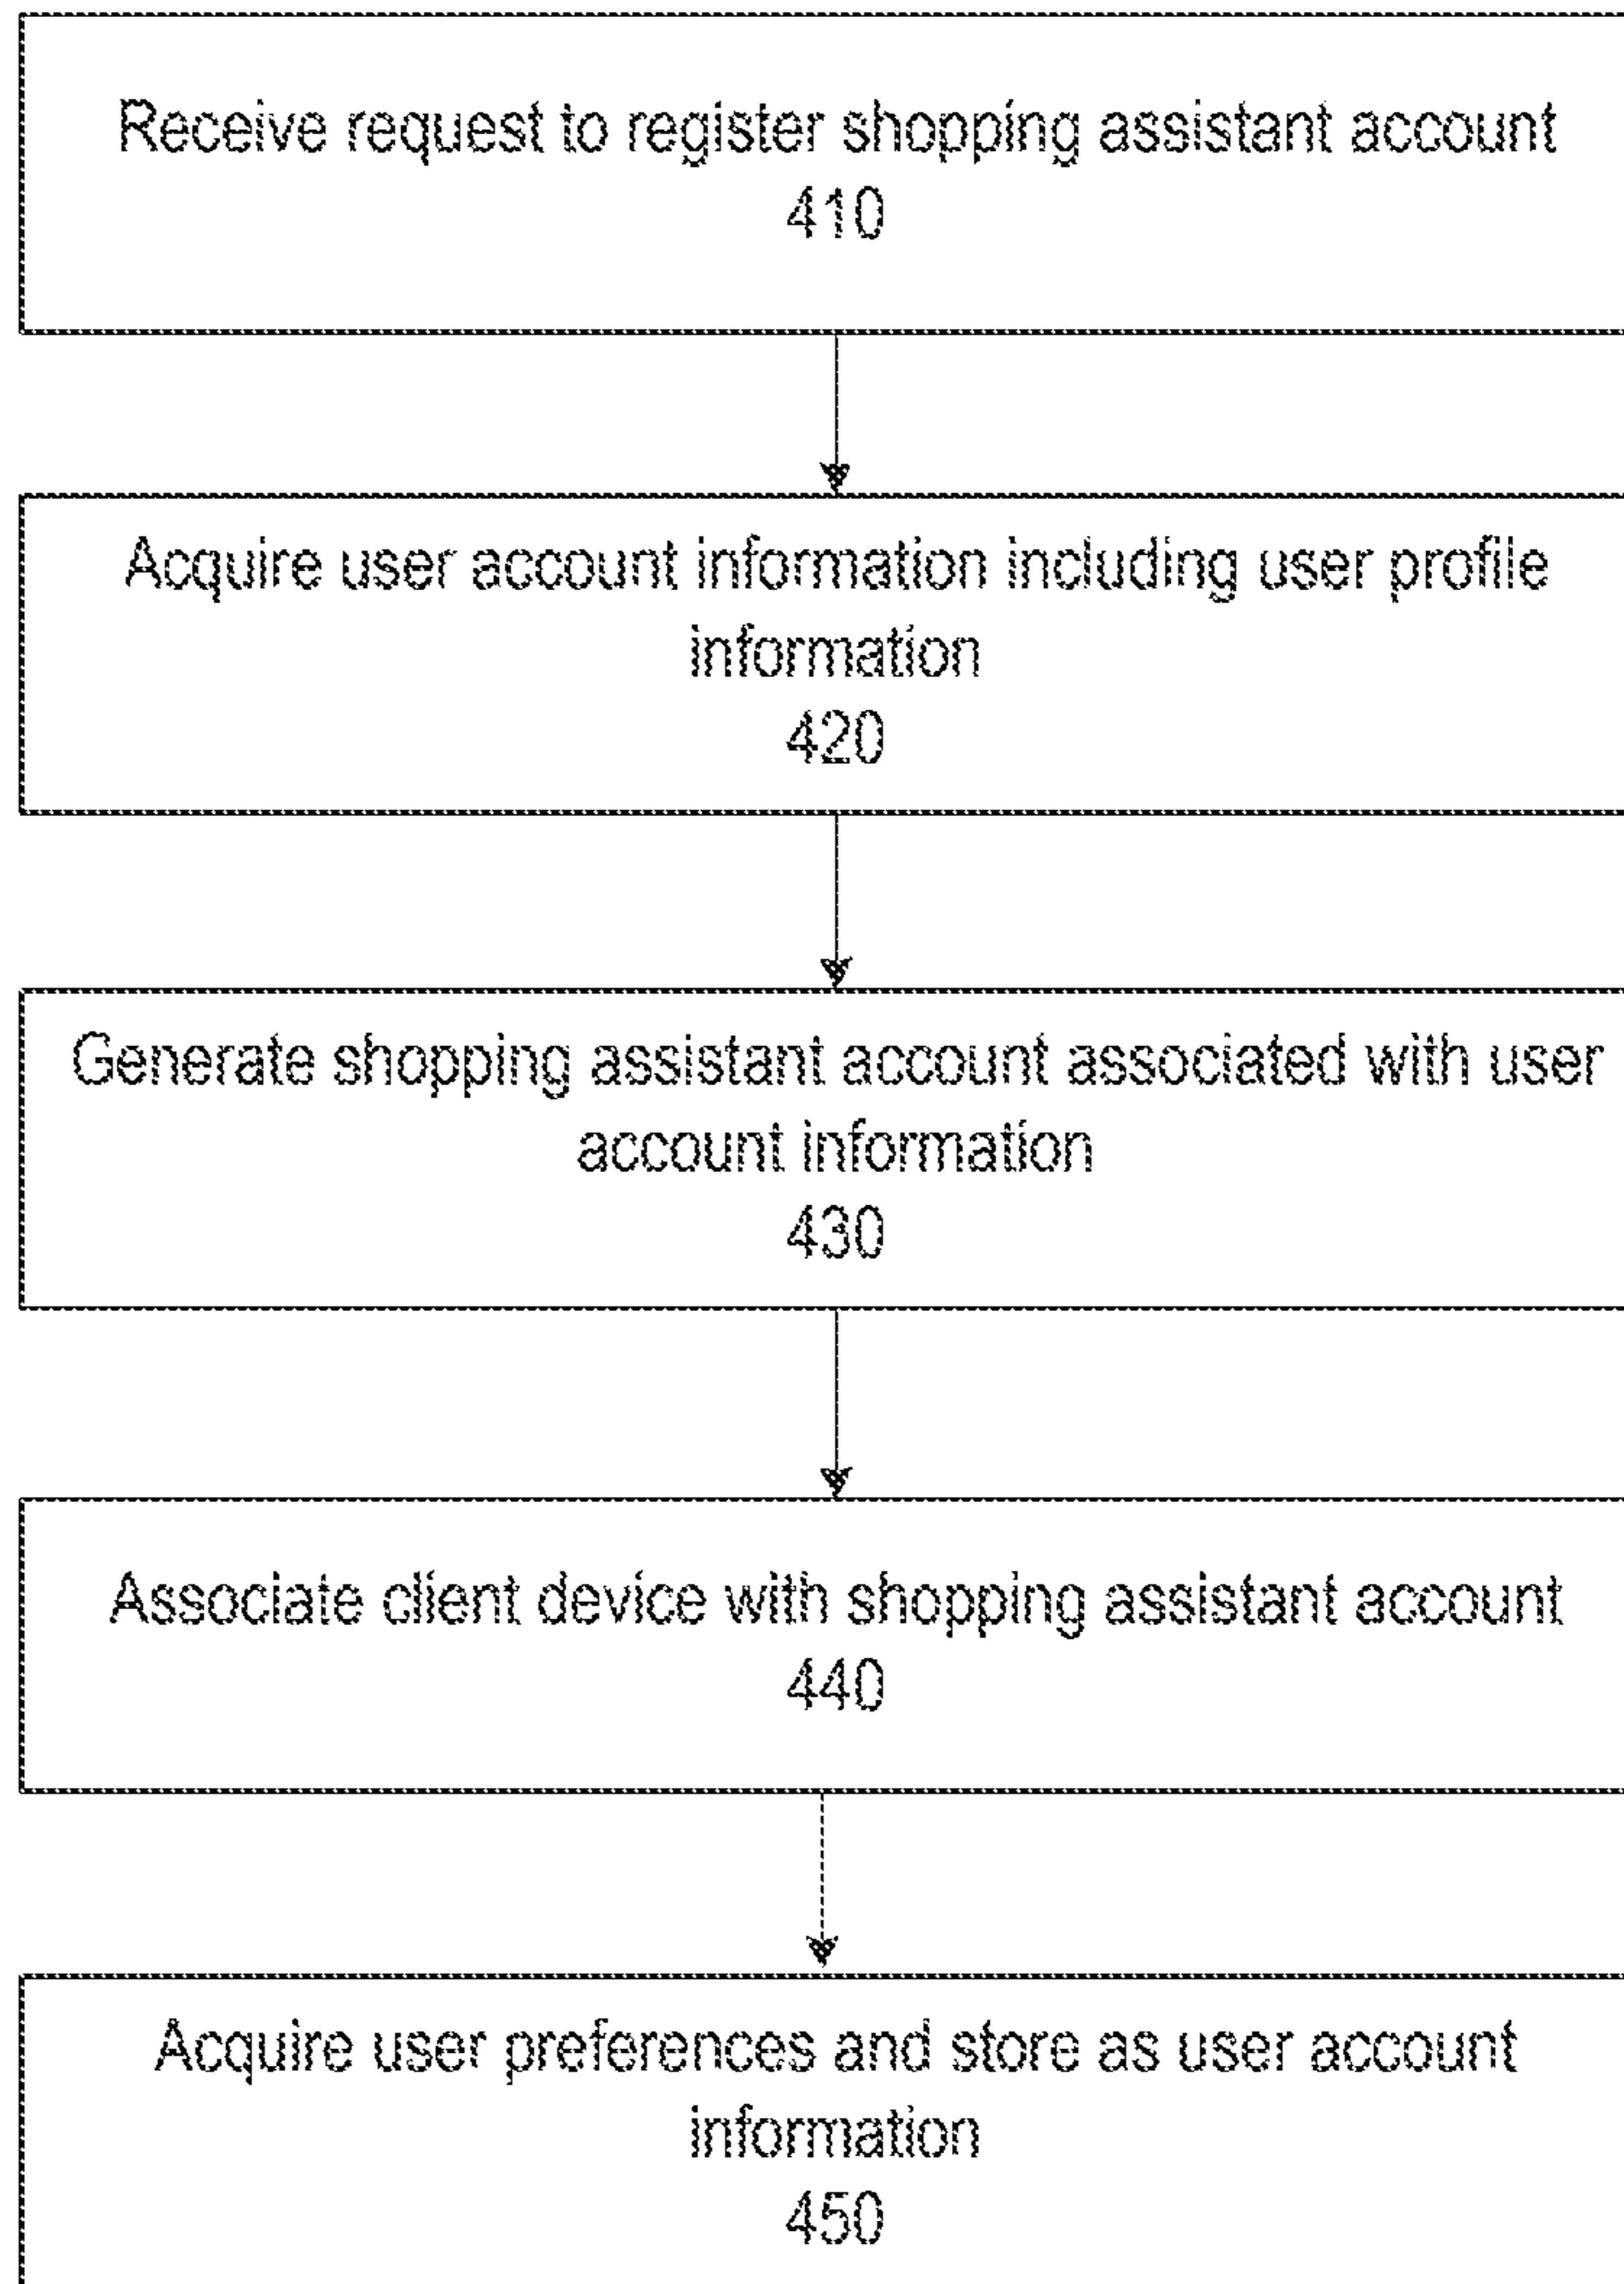 Receive request to register shopping assistant account
410
Acquire user account information including user profile
information
420
Generate shopping assistant account associated with user
account information
430
Associate client device with shopping assistant account
440
Acquire user preferences and store as user account
information
450